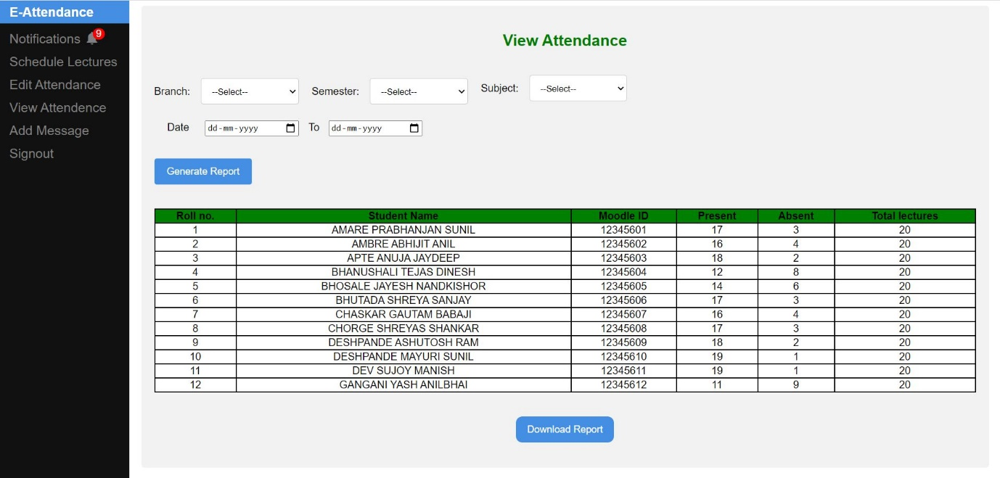 E-Attendance
Notifications 9
Schedule Lectures
Edit Attendance
View Attendence
Add Message
Signout
View Attendance
Branch: --Select-- Semester: --Select-- Subject: --Select--
Date dd-mm-yyyy To dd-mm-yyyy
Generate Report
Roll no. Student Name Moodle ID Present Absent Total lectures
1 AMARE PRABHANJAN SUNIL 12345601 17 3 20
2 AMBRE ABHIJIT ANIL 12345602 16 4 20
3 APTE ANUJA JAYDEEP 12345603 18 2 20
4 BHANUSHALI TEJAS DINESH 12345604 12 8 20
5 BHOSALE JAYESH NANDKISHOR 12345605 14 6 20
6 BHUTADA SHREYA SANJAY 12345606 17 3 20
7 CHASKAR GAUTAM BABAJI 12345607 16 4 20
8 CHORGE SHREYAS SHANKAR 12345608 17 3 20
9 DESHPANDE ASHUTOSH RAM 12345609 18 2 20
10 DESHPANDE MAYURI SUNIL 12345610 19 1 20
11 DEV SUJOY MANISH 12345611 19 1 20
12 GANGANI YASH ANILBHAI 12345612 11 9 20
Download Report